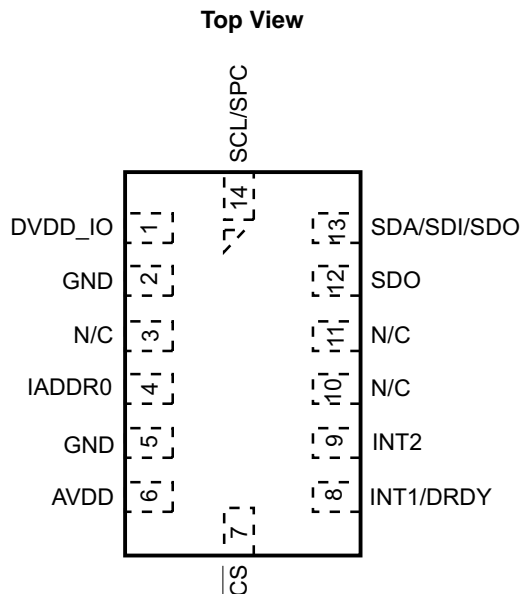 Top View
SCL/SPC
14
DVDD_IO 1
13 SDA/SDI/SDO
GND 2
12 SDO
N/C 3
11 N/C
IADDR0 4
10 N/C
GND 5
9 INT2
AVDD 6
8 INT1/DRDY
7
CS